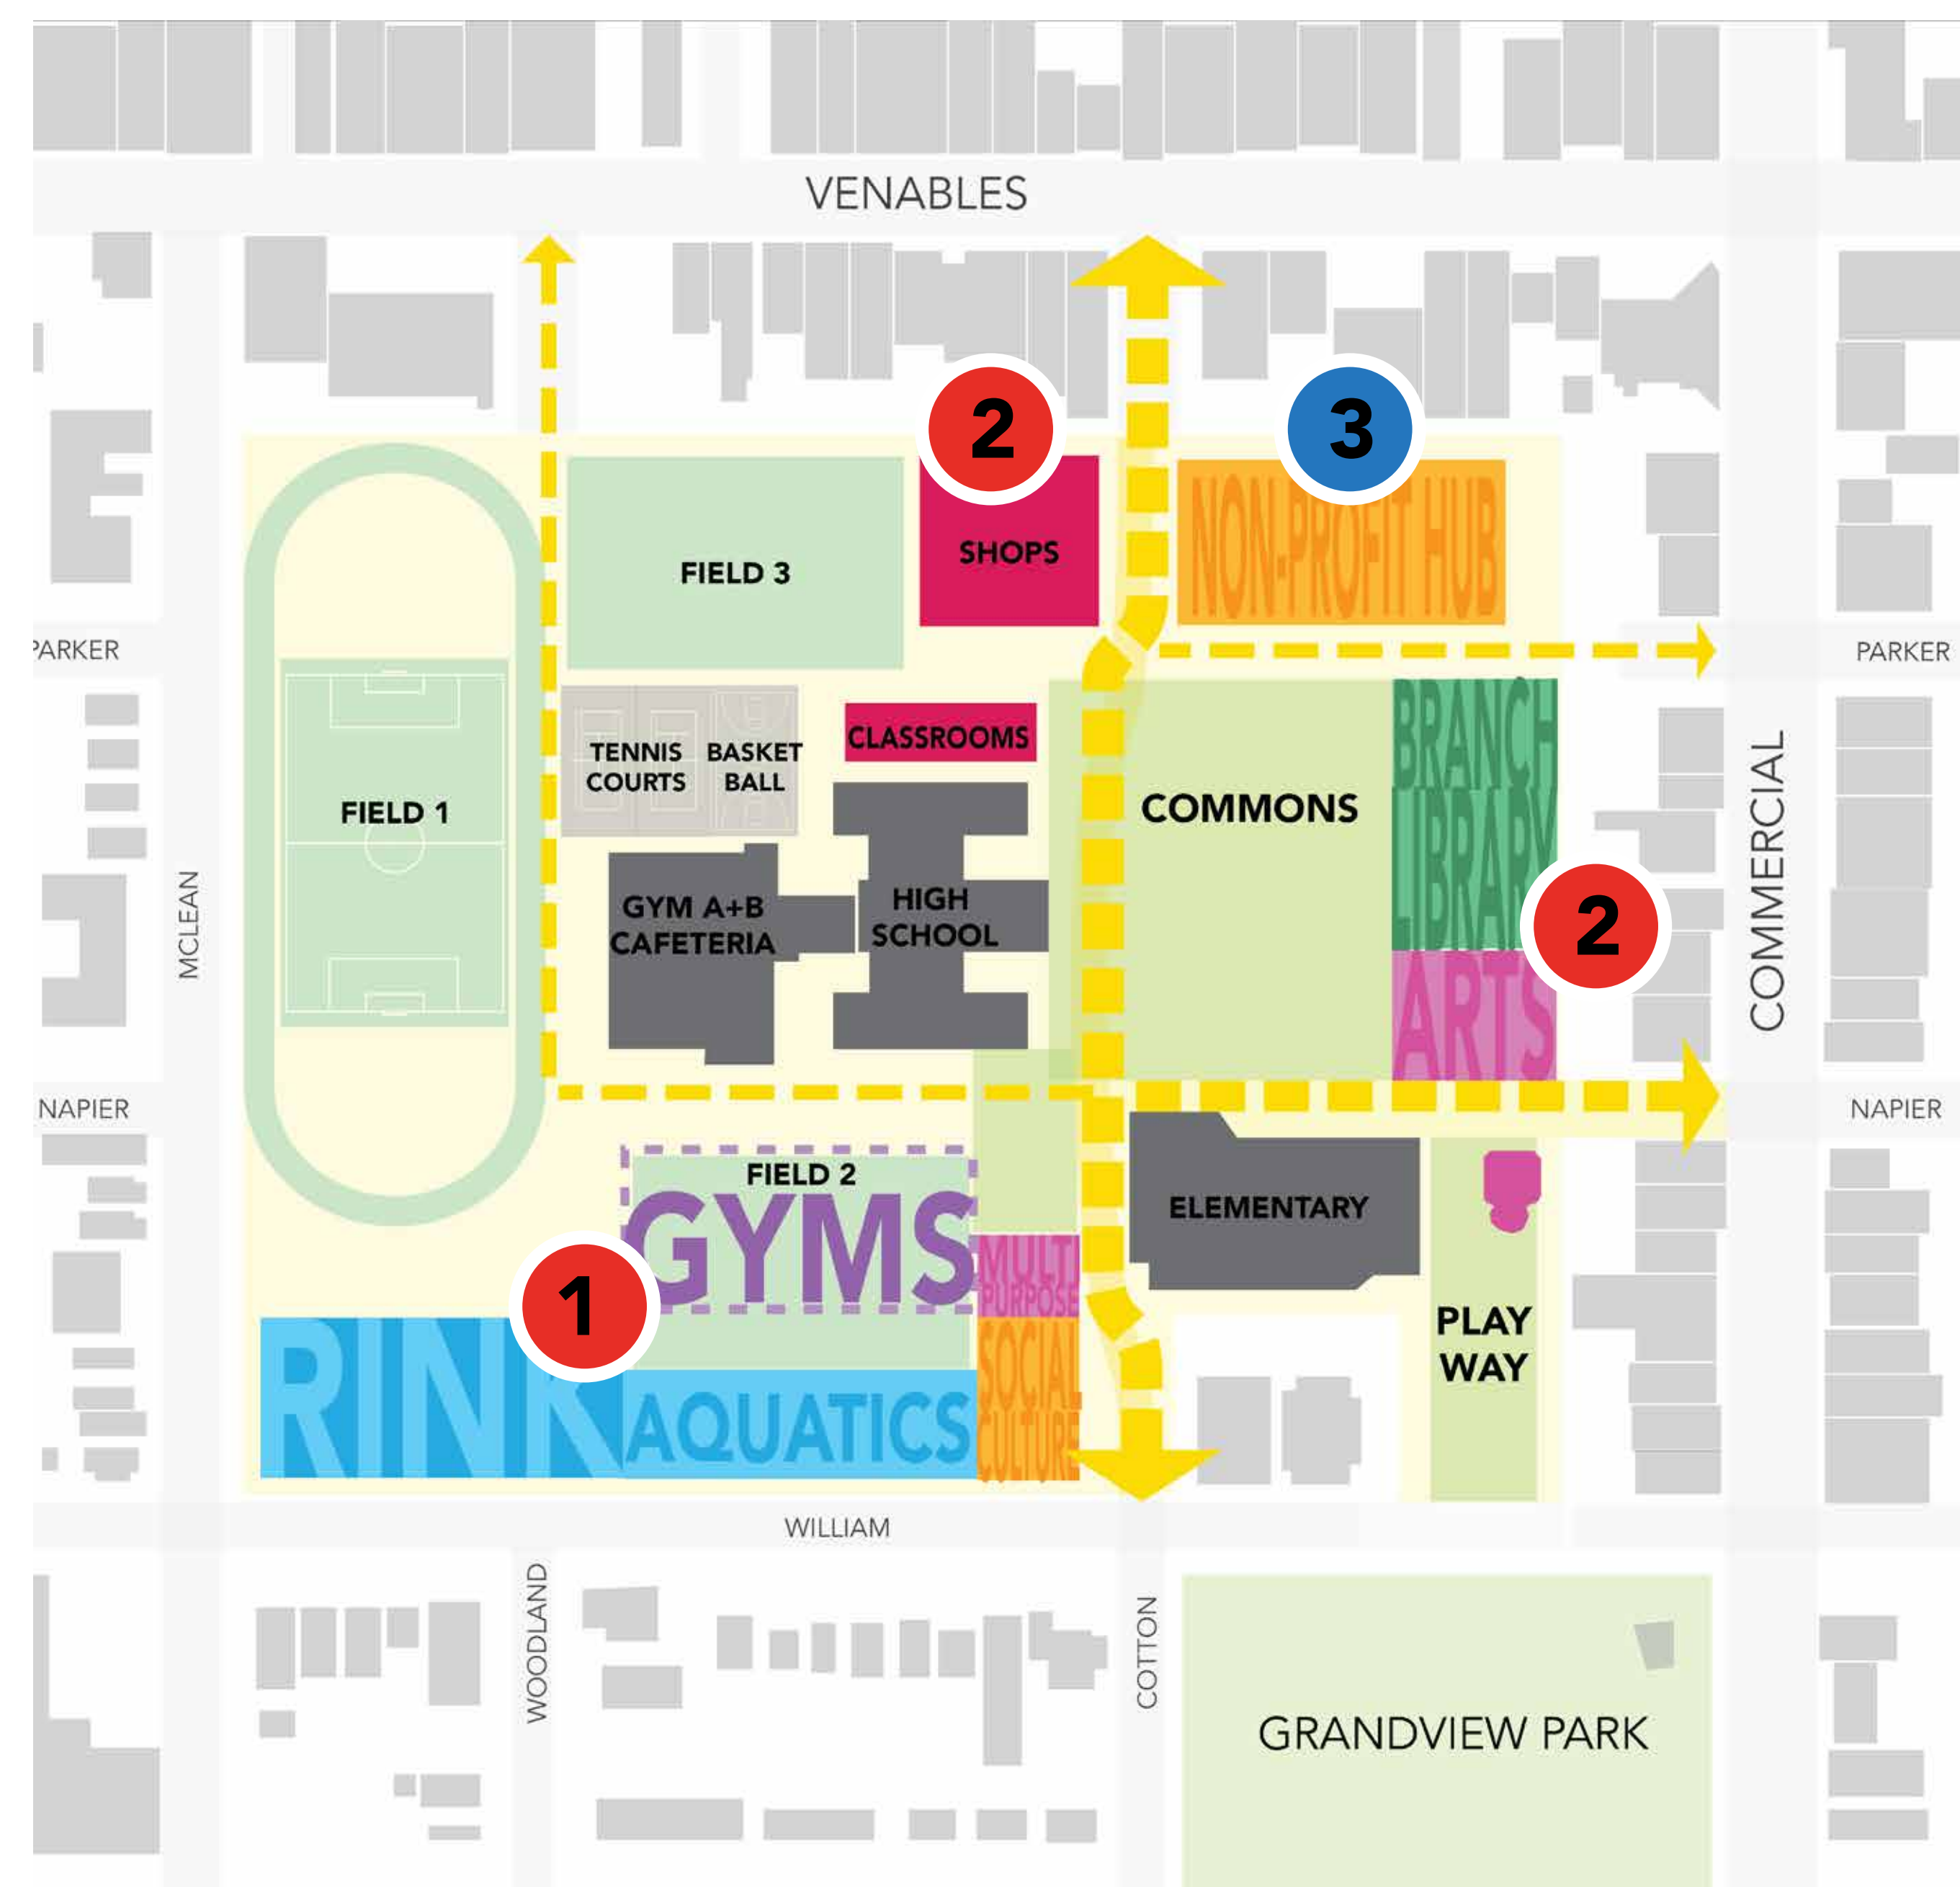 VENABLES
2
3
SHOPS
NON-PROFIT HUB
FIELD 3
PARKER
PARKER
CLASSROOMS
TENNIS
COURTS
BASKET
BALL
FIELD 1
COMMONS
BRANCH
LIBRARY
GYM A+B
CAFETERIA
HIGH
SCHOOL
2
ARTS
MCLEAN
COMMERCIAL
NAPIER
NAPIER
FIELD 2
GYMS
ELEMENTARY
MULTI
PURPOSE
1
RINK
AQUATICS
SOCIAL
CULTURE
PLAY
WAY
WILLIAM
WOODLAND
COTTON
GRANDVIEW PARK